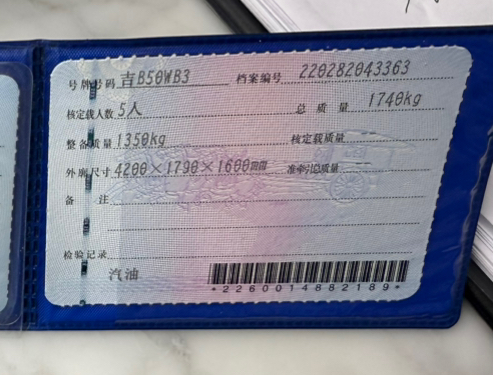 号牌号码 吉B50WB3 档案编号 220282043363
核定载人数 5人 总质量 1740kg
整备质量 1350kg 核定载质量 --
外廓尺寸 4200×1790×1600mm 准牵引总质量 --
备注
检验记录
汽油
*2260014882189*